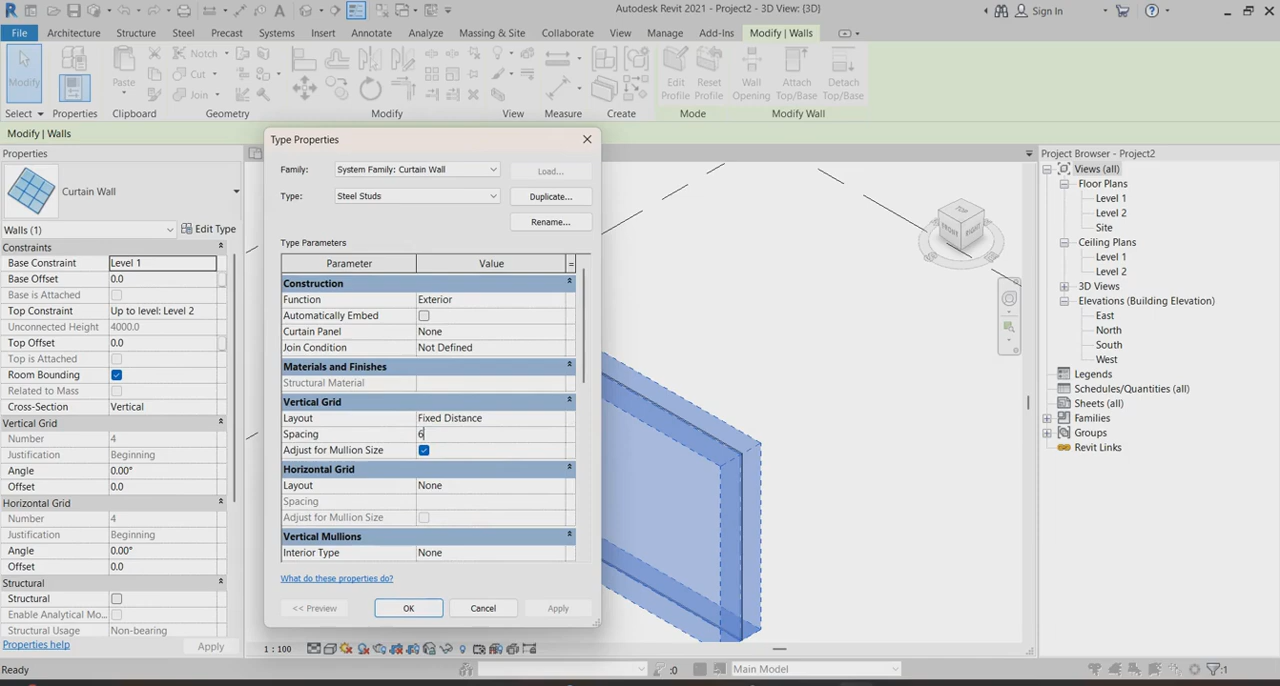 Autodesk Revit 2021 - Project2 - 3D View: {3D}
Sign In
File Architecture Structure Steel Precast Systems Insert Annotate Analyze Massing & Site Collaborate View Manage Add-Ins Modify | Walls
Modify
Paste
Notch
Cut
Join
Edit Profile
Reset Profile
Wall Opening
Attach Top/Base
Detach Top/Base
Select Properties Clipboard Geometry Modify View Measure Create Mode Modify Wall
Modify | Walls
Properties
Curtain Wall
Walls (1)
Edit Type
Constraints
Base Constraint Level 1
Base Offset 0.0
Base is Attached
Top Constraint Up to level: Level 2
Unconnected Height 4000.0
Top Offset 0.0
Top is Attached
Room Bounding
Related to Mass
Cross-Section Vertical
Vertical Grid
Number 4
Justification Beginning
Angle 0.00°
Offset 0.0
Horizontal Grid
Number 4
Justification Beginning
Angle 0.00°
Offset 0.0
Structural
Structural
Enable Analytical Mo...
Structural Usage Non-bearing
Properties help
Apply
Type Properties
Family: System Family: Curtain Wall Load...
Type: Steel Studs Duplicate...
Rename...
Type Parameters
Parameter Value =
Construction
Function Exterior
Automatically Embed
Curtain Panel None
Join Condition Not Defined
Materials and Finishes
Structural Material
Vertical Grid
Layout Fixed Distance
Spacing 6
Adjust for Mullion Size
Horizontal Grid
Layout None
Spacing
Adjust for Mullion Size
Vertical Mullions
Interior Type None
What do these properties do?
<< Preview OK Cancel Apply
TOP
FRONT
RIGHT
Project Browser - Project2
Views (all)
Floor Plans
Level 1
Level 2
Site
Ceiling Plans
Level 1
Level 2
3D Views
Elevations (Building Elevation)
East
North
South
West
Legends
Schedules/Quantities (all)
Sheets (all)
Families
Groups
Revit Links
1 : 100
Ready
:0
Main Model
:1